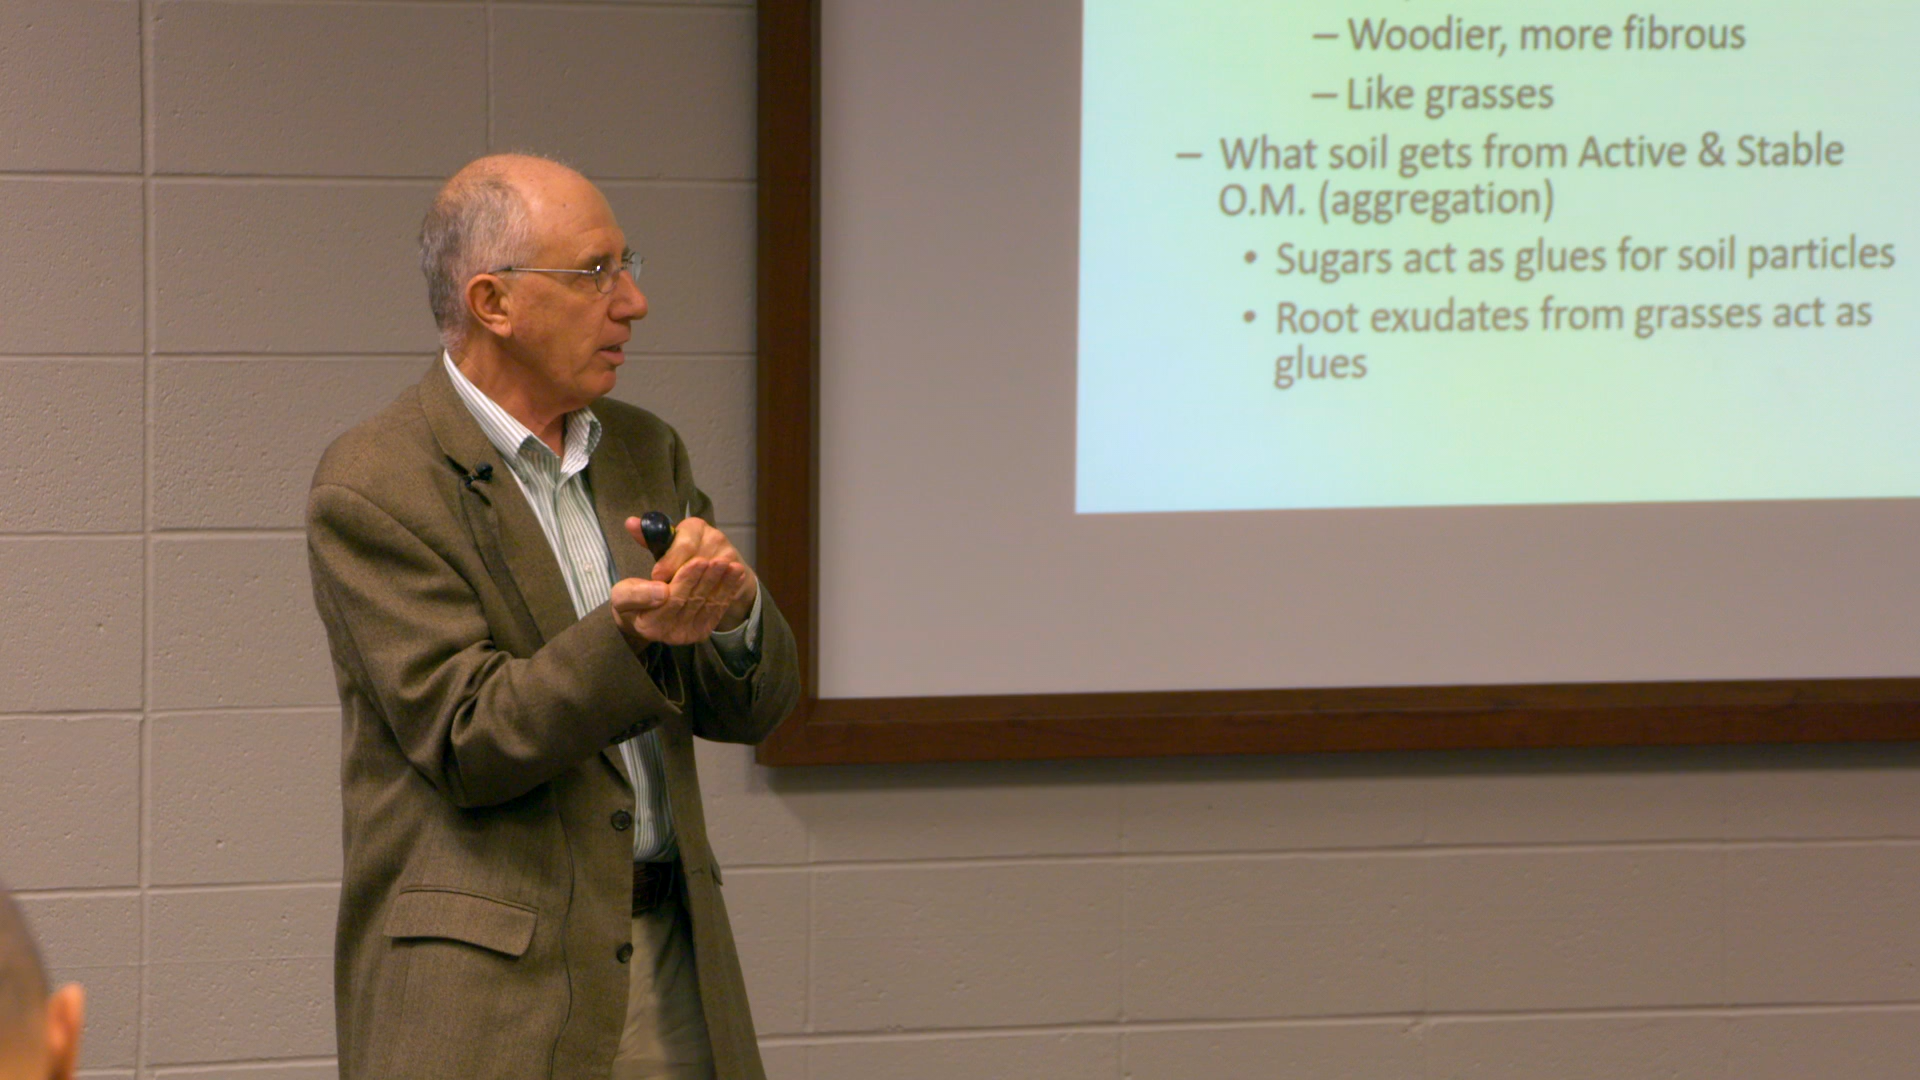 – Woodier, more fibrous
– Like grasses
– What soil gets from Active & Stable
O.M. (aggregation)
• Sugars act as glues for soil particles
• Root exudates from grasses act as
glues